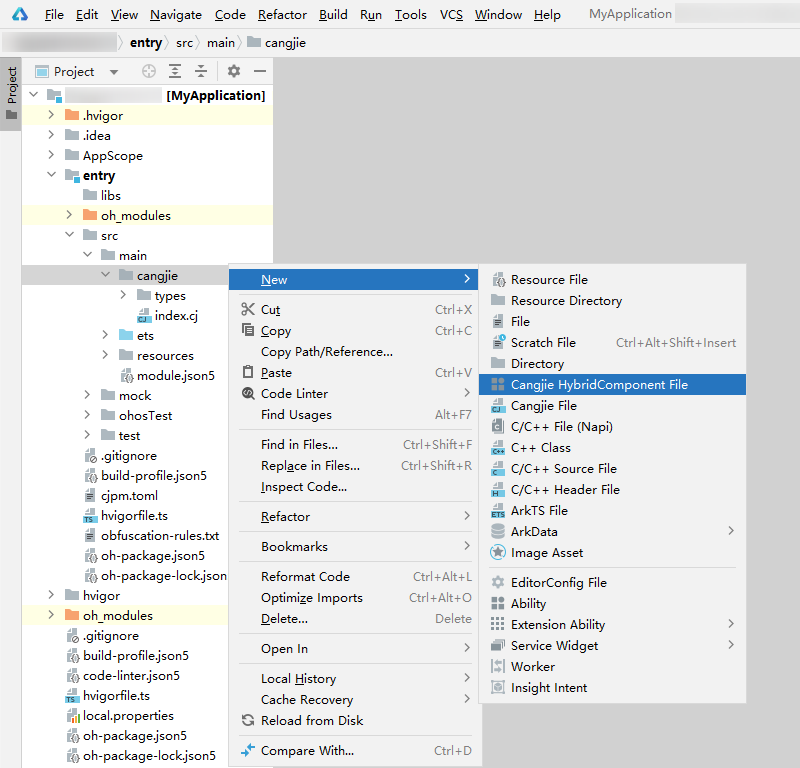 File Edit View Navigate Code Refactor Build Run Tools VCS Window Help MyApplication
entry src main cangjie
Project
Project
[MyApplication]
.hvigor
.idea
AppScope
entry
libs
oh_modules
src
main
cangjie
types
index.cj
ets
resources
module.json5
mock
ohosTest
test
.gitignore
build-profile.json5
cjpm.toml
hvigorfile.ts
obfuscation-rules.txt
oh-package.json5
oh-package-lock.json
hvigor
oh_modules
.gitignore
build-profile.json5
code-linter.json5
hvigorfile.ts
local.properties
oh-package.json5
oh-package-lock.json5
New
Cut Ctrl+X
Copy Ctrl+C
Copy Path/Reference...
Paste Ctrl+V
Code Linter
Find Usages Alt+F7
Find in Files... Ctrl+Shift+F
Replace in Files... Ctrl+Shift+R
Inspect Code...
Refactor
Bookmarks
Reformat Code Ctrl+Alt+L
Optimize Imports Ctrl+Alt+O
Delete... Delete
Open In
Local History
Cache Recovery
Reload from Disk
Compare With... Ctrl+D
Resource File
Resource Directory
File
Scratch File Ctrl+Alt+Shift+Insert
Directory
Cangjie HybridComponent File
Cangjie File
C/C++ File (Napi)
C++ Class
C/C++ Source File
C/C++ Header File
ArkTS File
ArkData
Image Asset
EditorConfig File
Ability
Extension Ability
Service Widget
Worker
Insight Intent